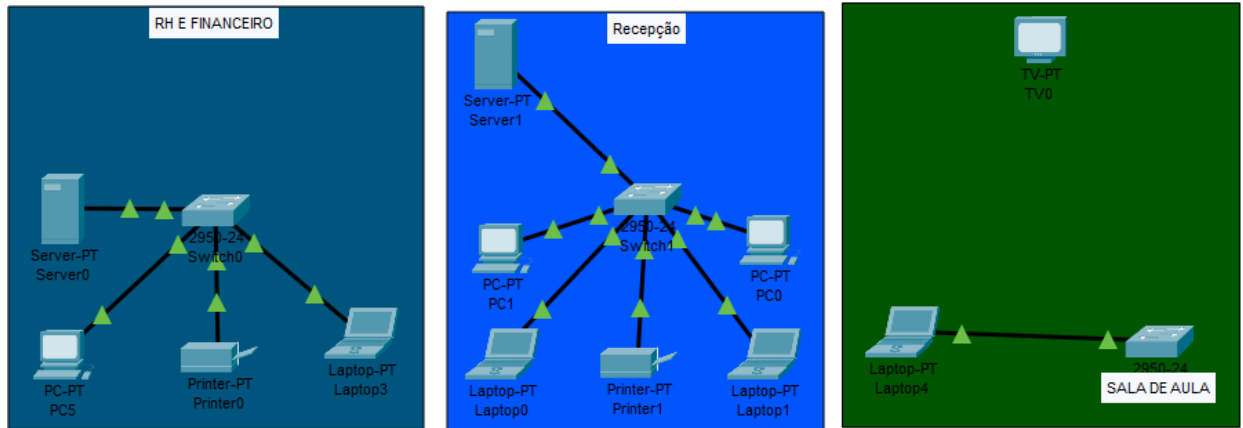 RH E FINANCEIRO
Server-PT
Server0
2950-24
Switch0
PC-PT
PC5
Printer-PT
Printer0
Laptop-PT
Laptop3
Recepção
Server-PT
Server1
2950-24
Switch1
PC-PT
PC1
PC-PT
PC0
Laptop-PT
Laptop0
Printer-PT
Printer1
Laptop-PT
Laptop1
TV-PT
TV0
Laptop-PT
Laptop4
2950-24
SALA DE AULA